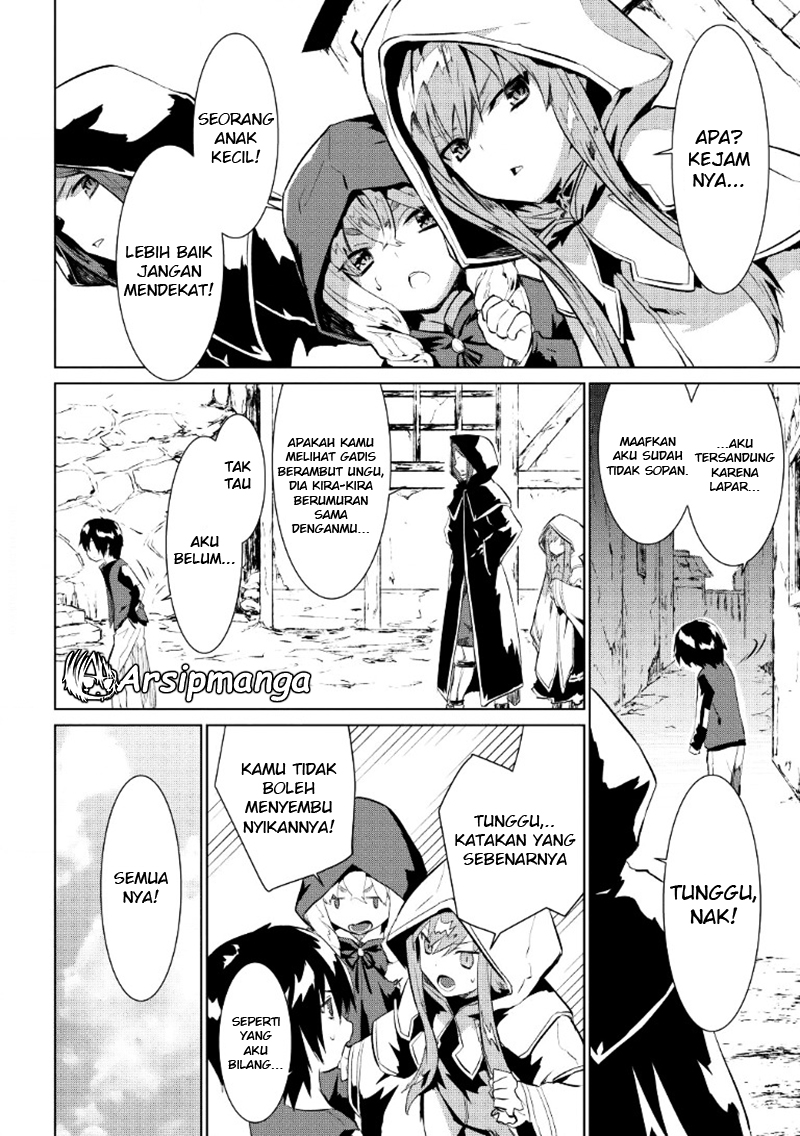 APA?
KEJAM
NYA...
SEORANG
ANAK
KECIL!
LEBIH BAIK
JANGAN
MENDEKAT!
...AKU
TERSANDUNG
KARENA
LAPAR...
MAAFKAN
AKU SUDAH
TIDAK SOPAN.
TUNGGU,
NAK!
APAKAH KAMU
MELIHAT GADIS
BERAMBUT UNGU,
DIA KIRA-KIRA
BERUMURAN
SAMA
DENGANMU...
TAK
TAU
AKU
BELUM...
Arsipmanga
TUNGGU,..
KATAKAN YANG
SEBENARNYA
KAMU TIDAK
BOLEH
MENYEMBU
NYIKANNYA!
SEPERTI
YANG
AKU
BILANG...
SEMUA
NYA!